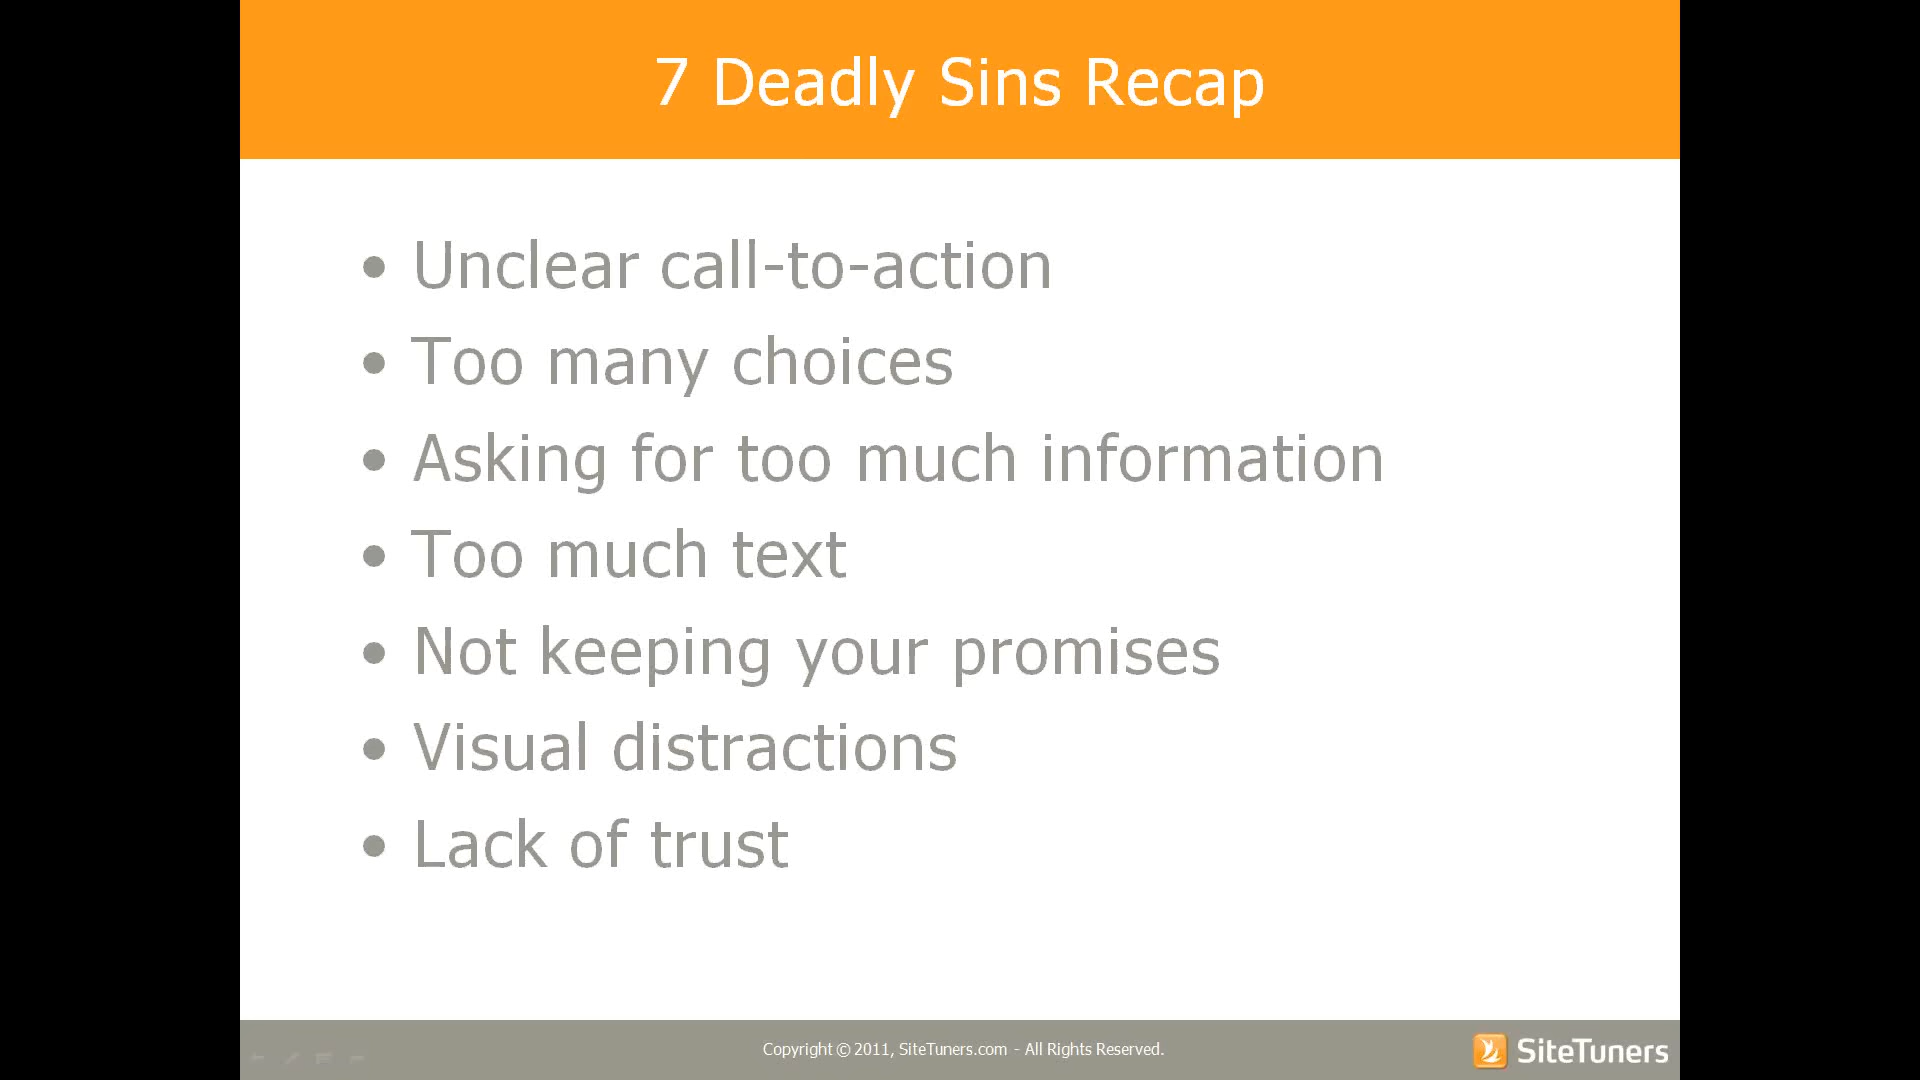 7 Deadly Sins Recap
• Unclear call-to-action
• Too many choices
• Asking for too much information
• Too much text
• Not keeping your promises
• Visual distractions
• Lack of trust
Copyright © 2011, SiteTuners.com - All Rights Reserved.
SiteTuners